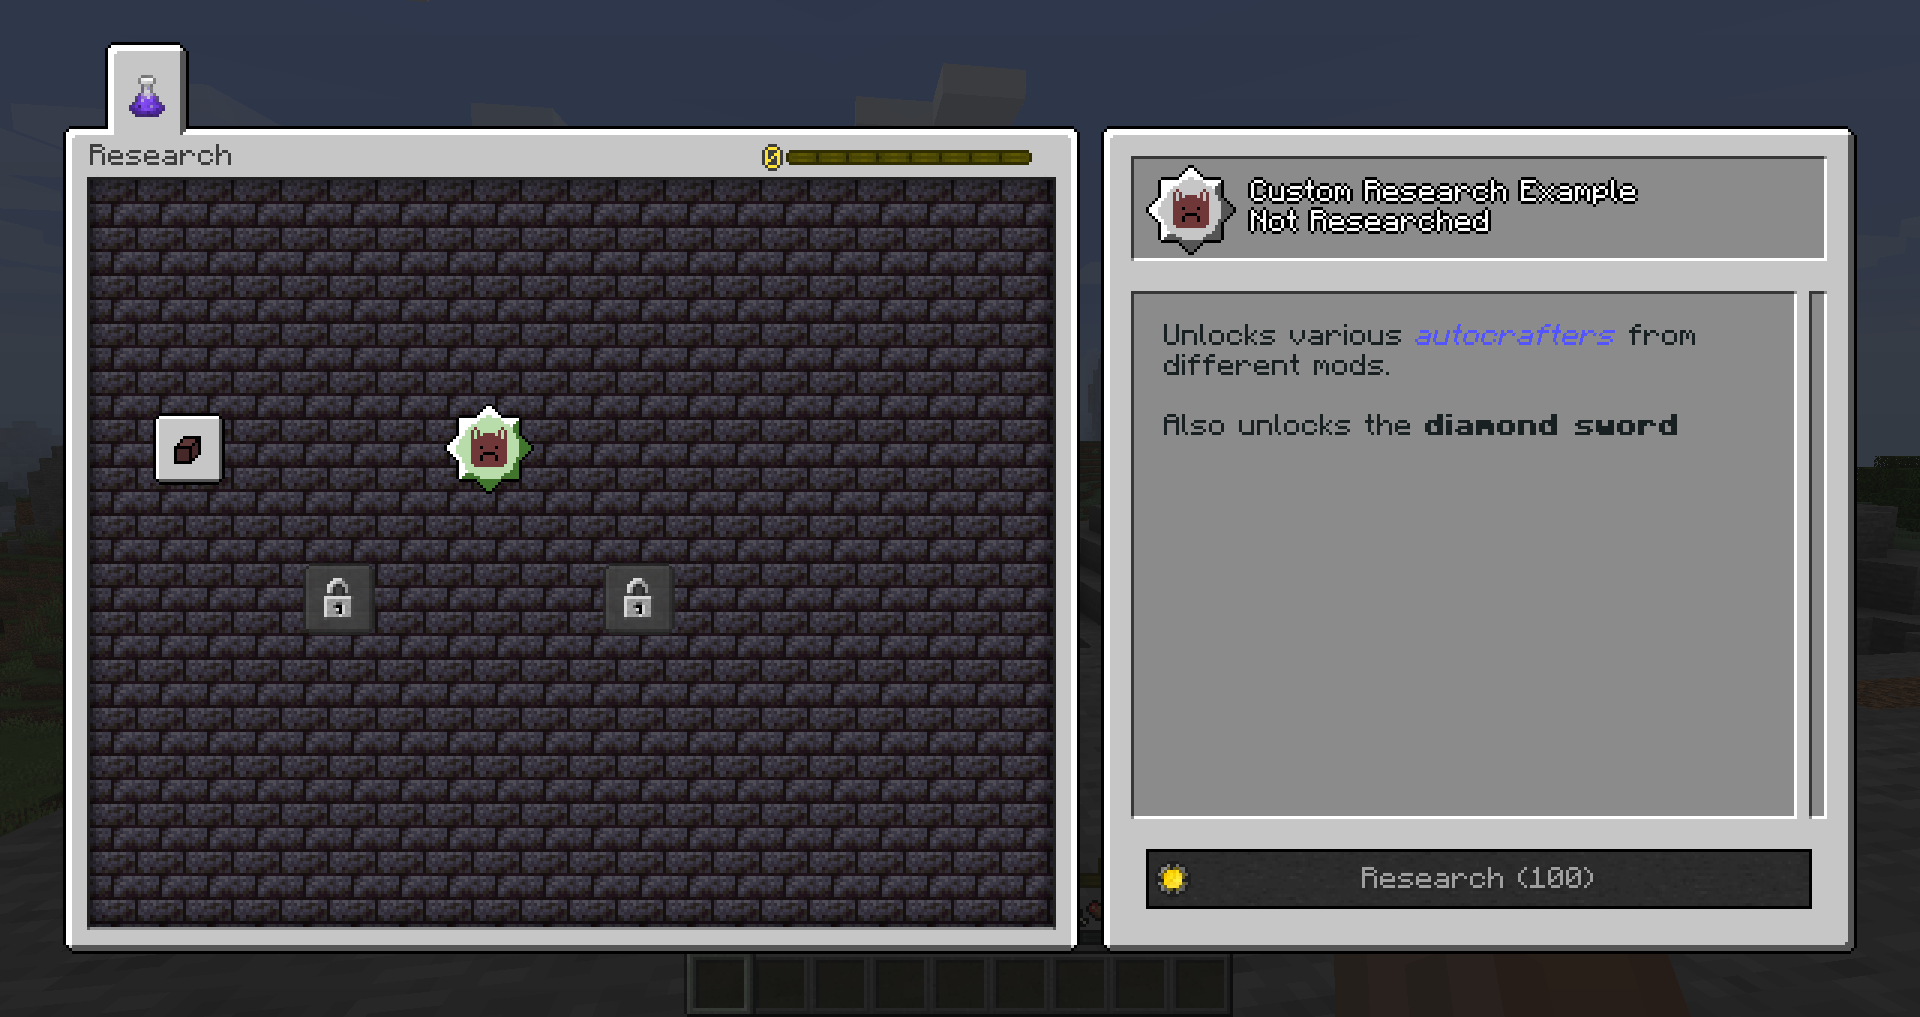 Research
0
Custom Research Example
Not Researched
Unlocks various autocrafters from
different mods.
Also unlocks the diamond sword
Research (100)